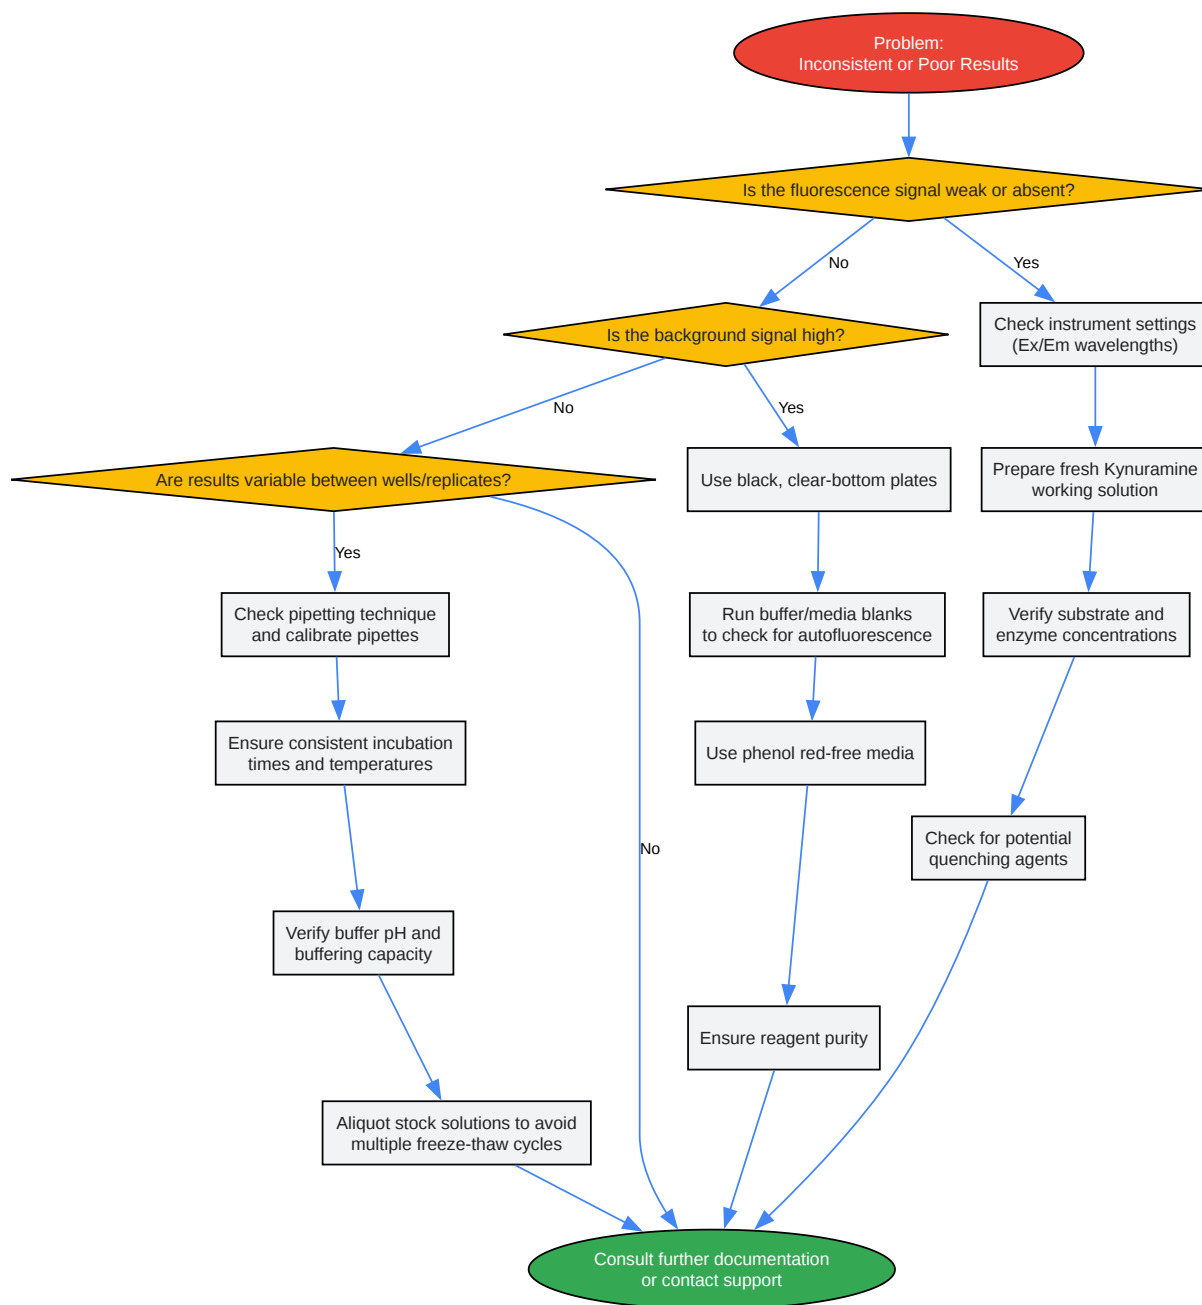 Problem:
Inconsistent or Poor Results
Is the fluorescence signal weak or absent?
No
Yes
Is the background signal high?
Check instrument settings
(Ex/Em wavelengths)
No
Yes
Are results variable between wells/replicates?
Use black, clear-bottom plates
Prepare fresh Kynuramine
working solution
Yes
Check pipetting technique
and calibrate pipettes
Run buffer/media blanks
to check for autofluorescence
Verify substrate and
enzyme concentrations
Ensure consistent incubation
times and temperatures
Use phenol red-free media
Check for potential
quenching agents
No
Verify buffer pH and
buffering capacity
Ensure reagent purity
Aliquot stock solutions to avoid
multiple freeze-thaw cycles
Consult further documentation
or contact support